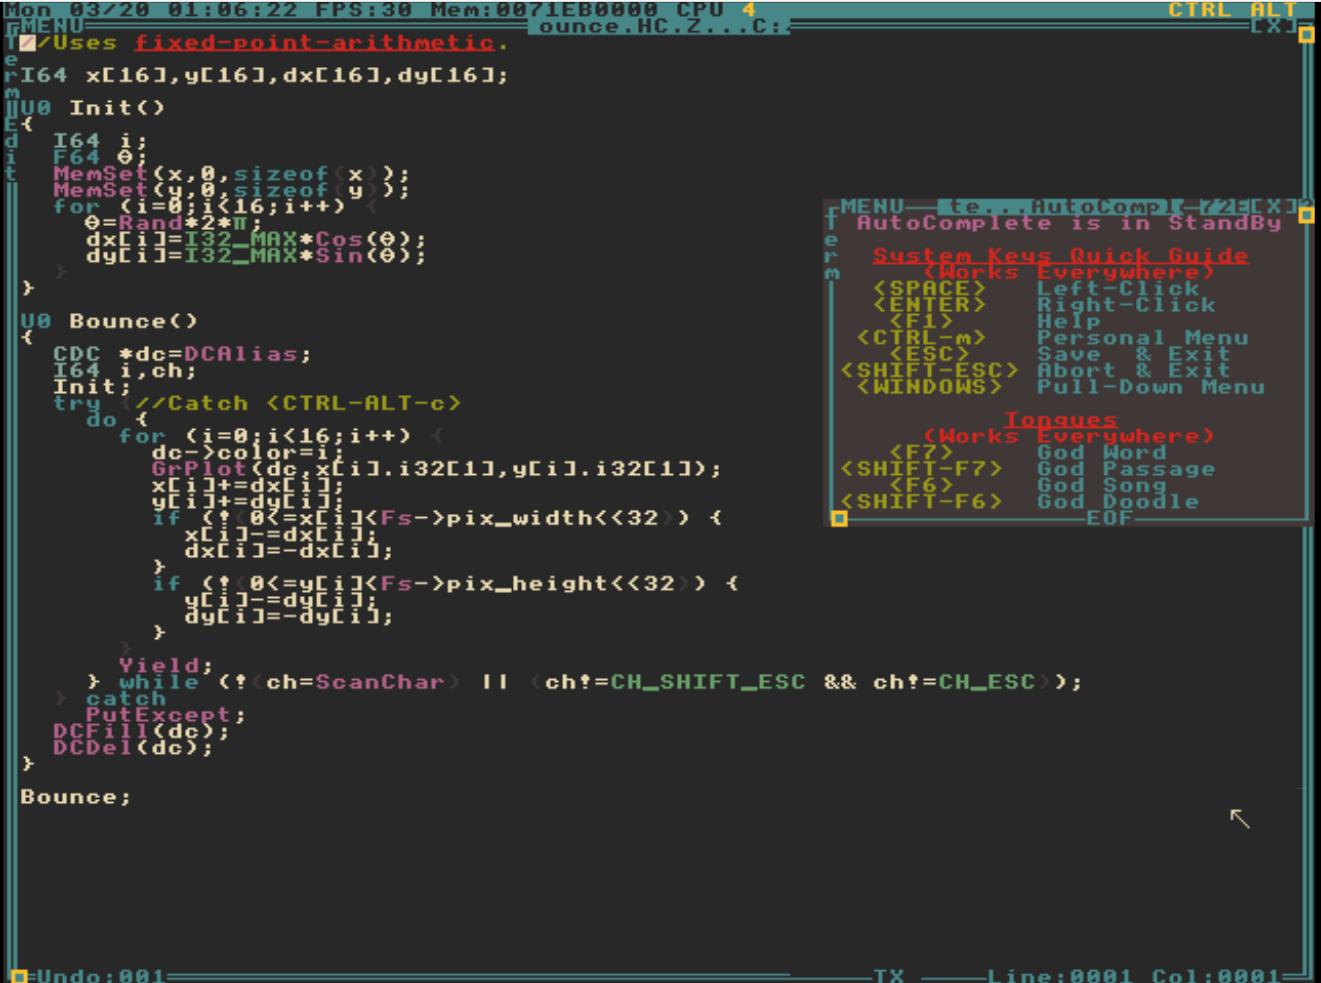 Mon 03/20 01:06:22 FPS:30 Mem:0071EB0000 CPU 4 CTRL ALT
MENU ounce.HC.Z...C: [X]
Term
Edit
//Uses fixed-point-arithmetic.
I64 x[16],y[16],dx[16],dy[16];
U0 Init()
{
I64 i;
F64 θ;
MemSet(x,0,sizeof(x));
MemSet(y,0,sizeof(y));
for (i=0;i<16;i++) {
θ=Rand*2*π;
dx[i]=I32_MAX*Cos(θ);
dy[i]=I32_MAX*Sin(θ);
}
}
U0 Bounce()
{
CDC *dc=DCAlias;
I64 i,ch;
Init;
try {//Catch <CTRL-ALT-c>
do {
for (i=0;i<16;i++) {
dc->color=i;
GrPlot(dc,x[i].i32[1],y[i].i32[1]);
x[i]+=dx[i];
y[i]+=dy[i];
if (!(0<=x[i]<Fs->pix_width<<32)) {
x[i]-=dx[i];
dx[i]=-dx[i];
}
if (!(0<=y[i]<Fs->pix_height<<32)) {
y[i]-=dy[i];
dy[i]=-dy[i];
}
}
Yield;
} while (!(ch=ScanChar) || (ch!=CH_SHIFT_ESC && ch!=CH_ESC));
} catch
PutExcept;
DCFill(dc);
DCDel(dc);
}
Bounce;
MENU te...AutoCompl 72E[X]?
Term
AutoComplete is in StandBy
System Keys Quick Guide
(Works Everywhere)
<SPACE> Left-Click
<ENTER> Right-Click
<F1> Help
<CTRL-m> Personal Menu
<ESC> Save & Exit
<SHIFT-ESC> Abort & Exit
<WINDOWS> Pull-Down Menu
Tongues
(Works Everywhere)
<F7> God Word
<SHIFT-F7> God Passage
<F6> God Song
<SHIFT-F6> God Doodle
EOF
Undo:001 TX Line:0001 Col:0001